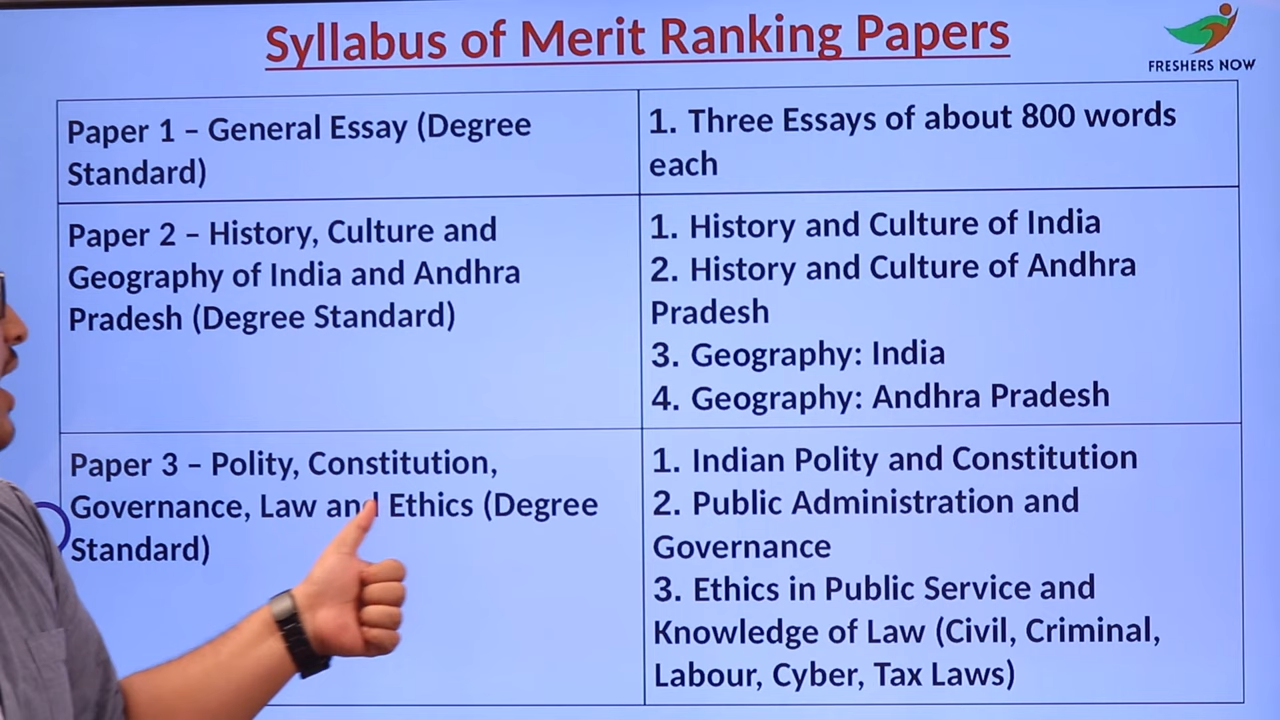 Syllabus of Merit Ranking Papers
FRESHERS NOW
Paper 1 – General Essay (Degree
Standard)
1. Three Essays of about 800 words
each
Paper 2 – History, Culture and
Geography of India and Andhra
Pradesh (Degree Standard)
1. History and Culture of India
2. History and Culture of Andhra
Pradesh
3. Geography: India
4. Geography: Andhra Pradesh
Paper 3 – Polity, Constitution,
Governance, Law and Ethics (Degree
Standard)
1. Indian Polity and Constitution
2. Public Administration and
Governance
3. Ethics in Public Service and
Knowledge of Law (Civil, Criminal,
Labour, Cyber, Tax Laws)